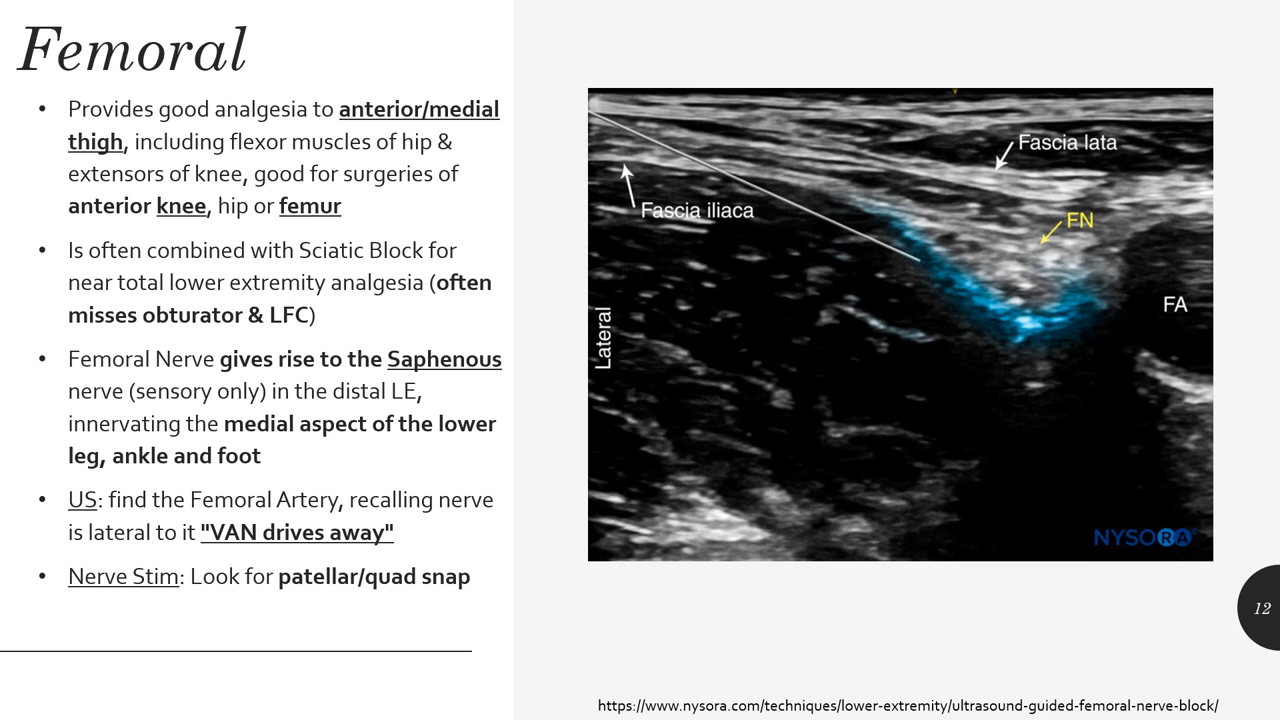 Femoral
• Provides good analgesia to anterior/medial
thigh, including flexor muscles of hip &
extensors of knee, good for surgeries of
anterior knee, hip or femur
• Is often combined with Sciatic Block for
near total lower extremity analgesia (often
misses obturator & LFC)
• Femoral Nerve gives rise to the Saphenous
nerve (sensory only) in the distal LE,
innervating the medial aspect of the lower
leg, ankle and foot
• US: find the Femoral Artery, recalling nerve
is lateral to it "VAN drives away"
• Nerve Stim: Look for patellar/quad snap
Fascia lata
Fascia iliaca
FN
FA
Lateral
NYSORA
12
https://www.nysora.com/techniques/lower-extremity/ultrasound-guided-femoral-nerve-block/